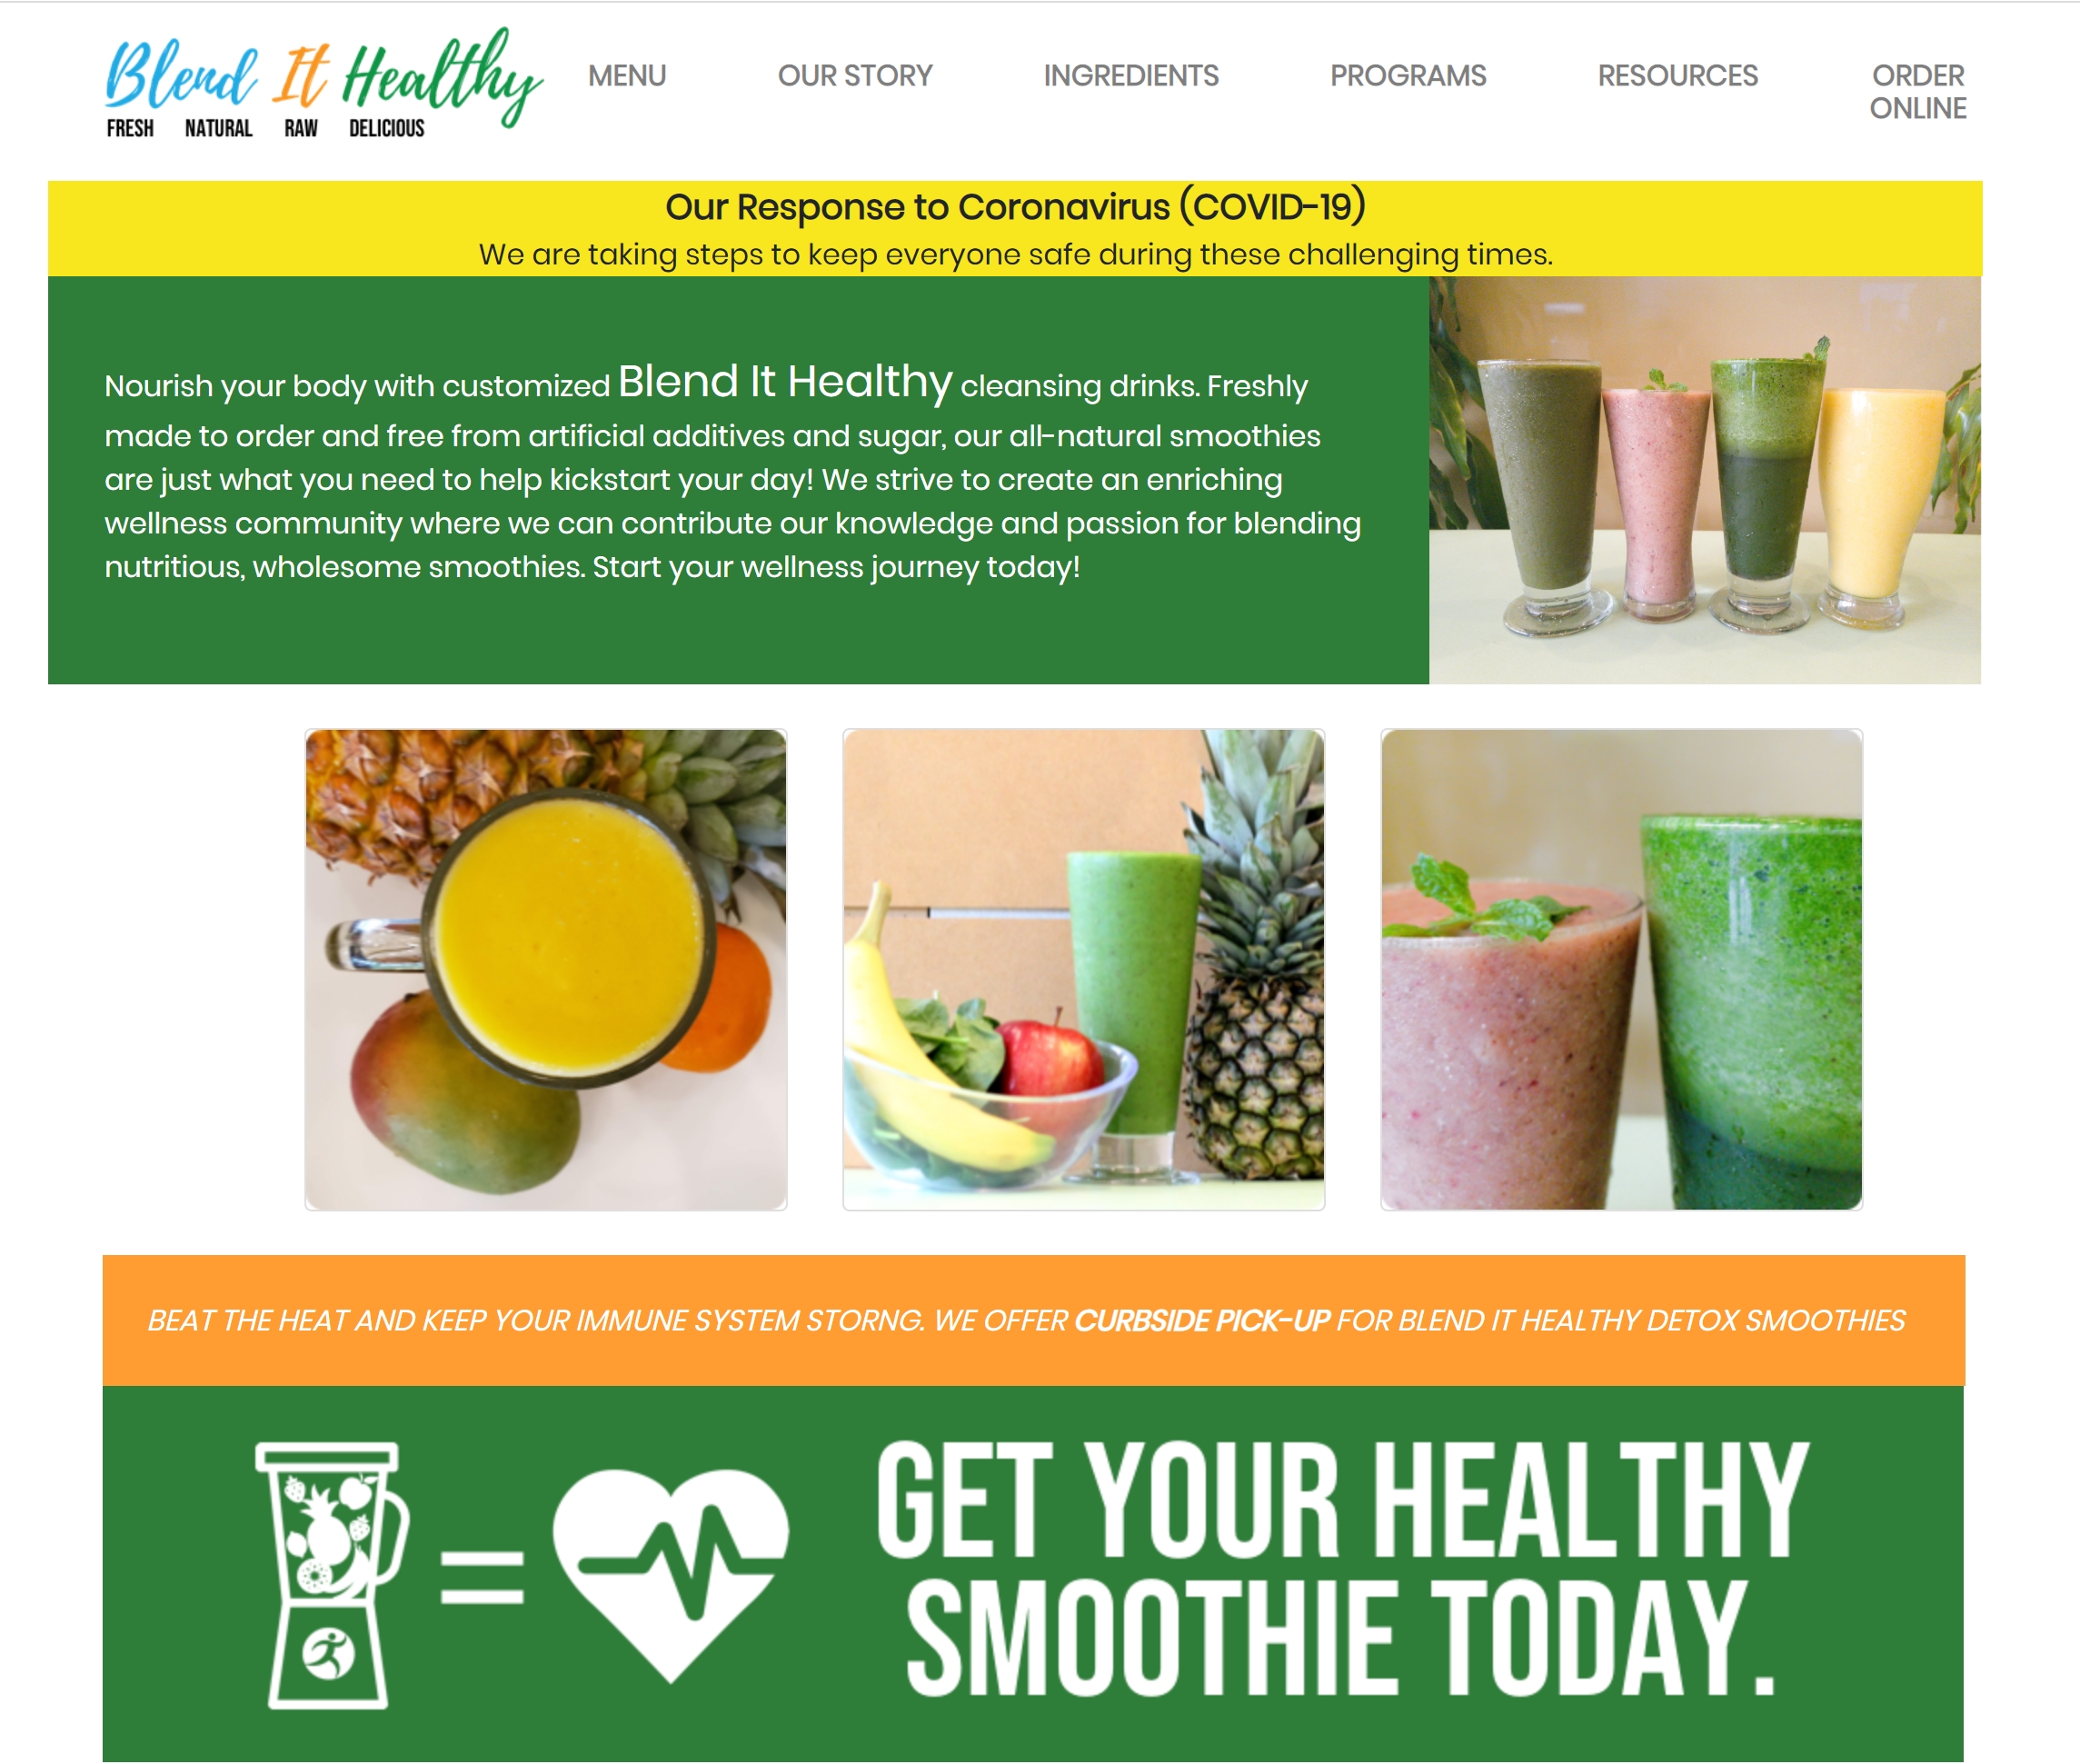 Blend It Healthy
FRESH NATURAL RAW DELICIOUS
MENU
OUR STORY
INGREDIENTS
PROGRAMS
RESOURCES
ORDER
ONLINE
Our Response to Coronavirus (COVID-19)
We are taking steps to keep everyone safe during these challenging times.
Nourish your body with customized Blend It Healthy cleansing drinks. Freshly
made to order and free from artificial additives and sugar, our all-natural smoothies
are just what you need to help kickstart your day! We strive to create an enriching
wellness community where we can contribute our knowledge and passion for blending
nutritious, wholesome smoothies. Start your wellness journey today!
BEAT THE HEAT AND KEEP YOUR IMMUNE SYSTEM STORNG. WE OFFER CURBSIDE PICK-UP FOR BLEND IT HEALTHY DETOX SMOOTHIES
GET YOUR HEALTHY
SMOOTHIE TODAY.